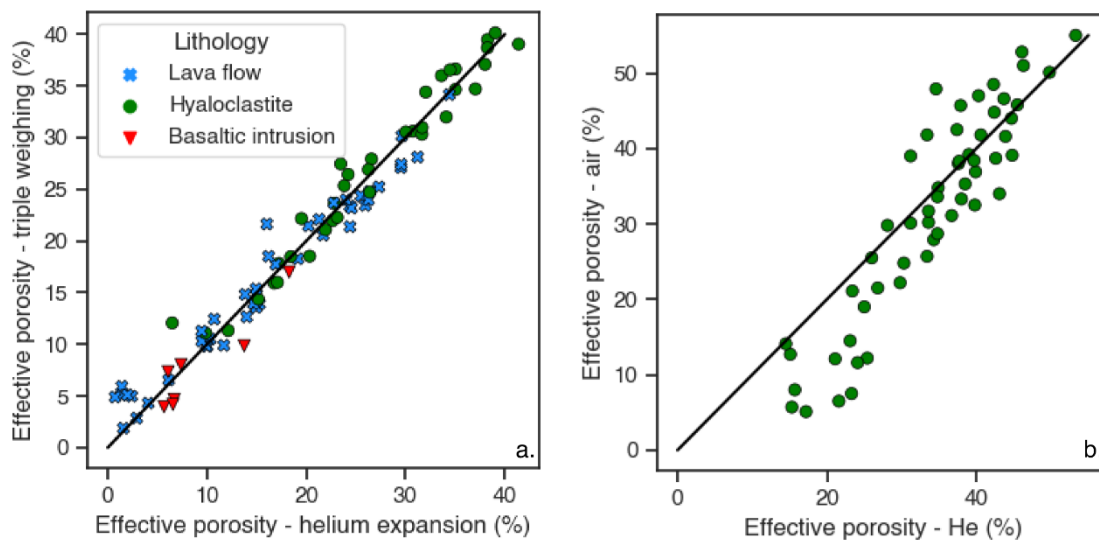 Effective porosity - triple weighing (%)
40
35
30
25
20
15
10
5
0
Lithology
Lava flow
Hyaloclastite
Basaltic intrusion
a.
0 10 20 30 40
Effective porosity - helium expansion (%)
Effective porosity - air (%)
50
40
30
20
10
0
b
0 20 40
Effective porosity - He (%)